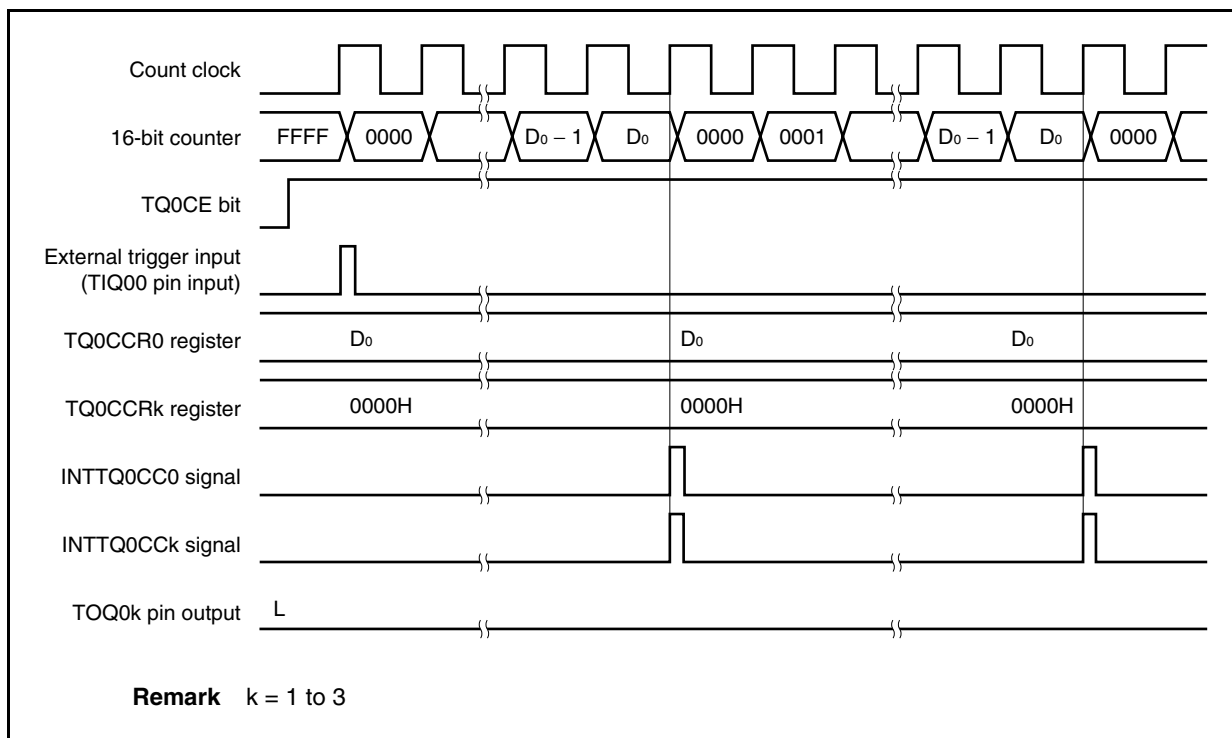 Count clock
16-bit counter FFFF 0000 D₀ − 1 D₀ 0000 0001 D₀ − 1 D₀ 0000
TQ0CE bit
External trigger input
(TIQ00 pin input)
TQ0CCR0 register D₀ D₀ D₀
TQ0CCRk register 0000H 0000H 0000H
INTTQ0CC0 signal
INTTQ0CCk signal
TOQ0k pin output L
Remark k = 1 to 3